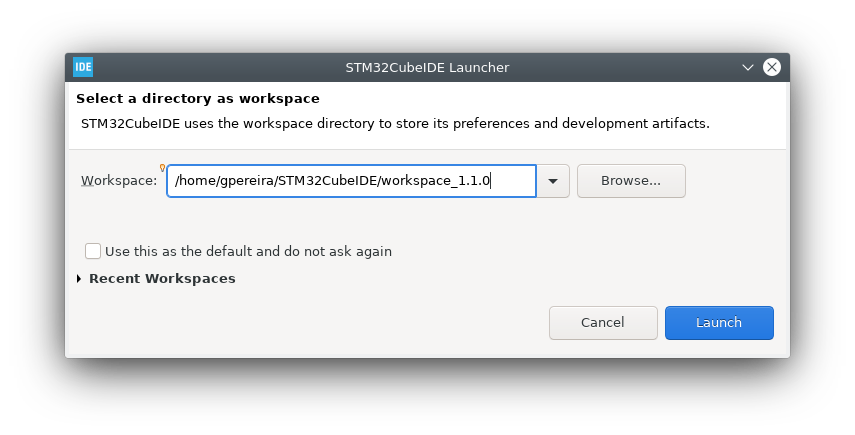 IDE
STM32CubeIDE Launcher
Select a directory as workspace
STM32CubeIDE uses the workspace directory to store its preferences and development artifacts.
Workspace: /home/gpereira/STM32CubeIDE/workspace_1.1.0 Browse...
Use this as the default and do not ask again
Recent Workspaces
Cancel Launch